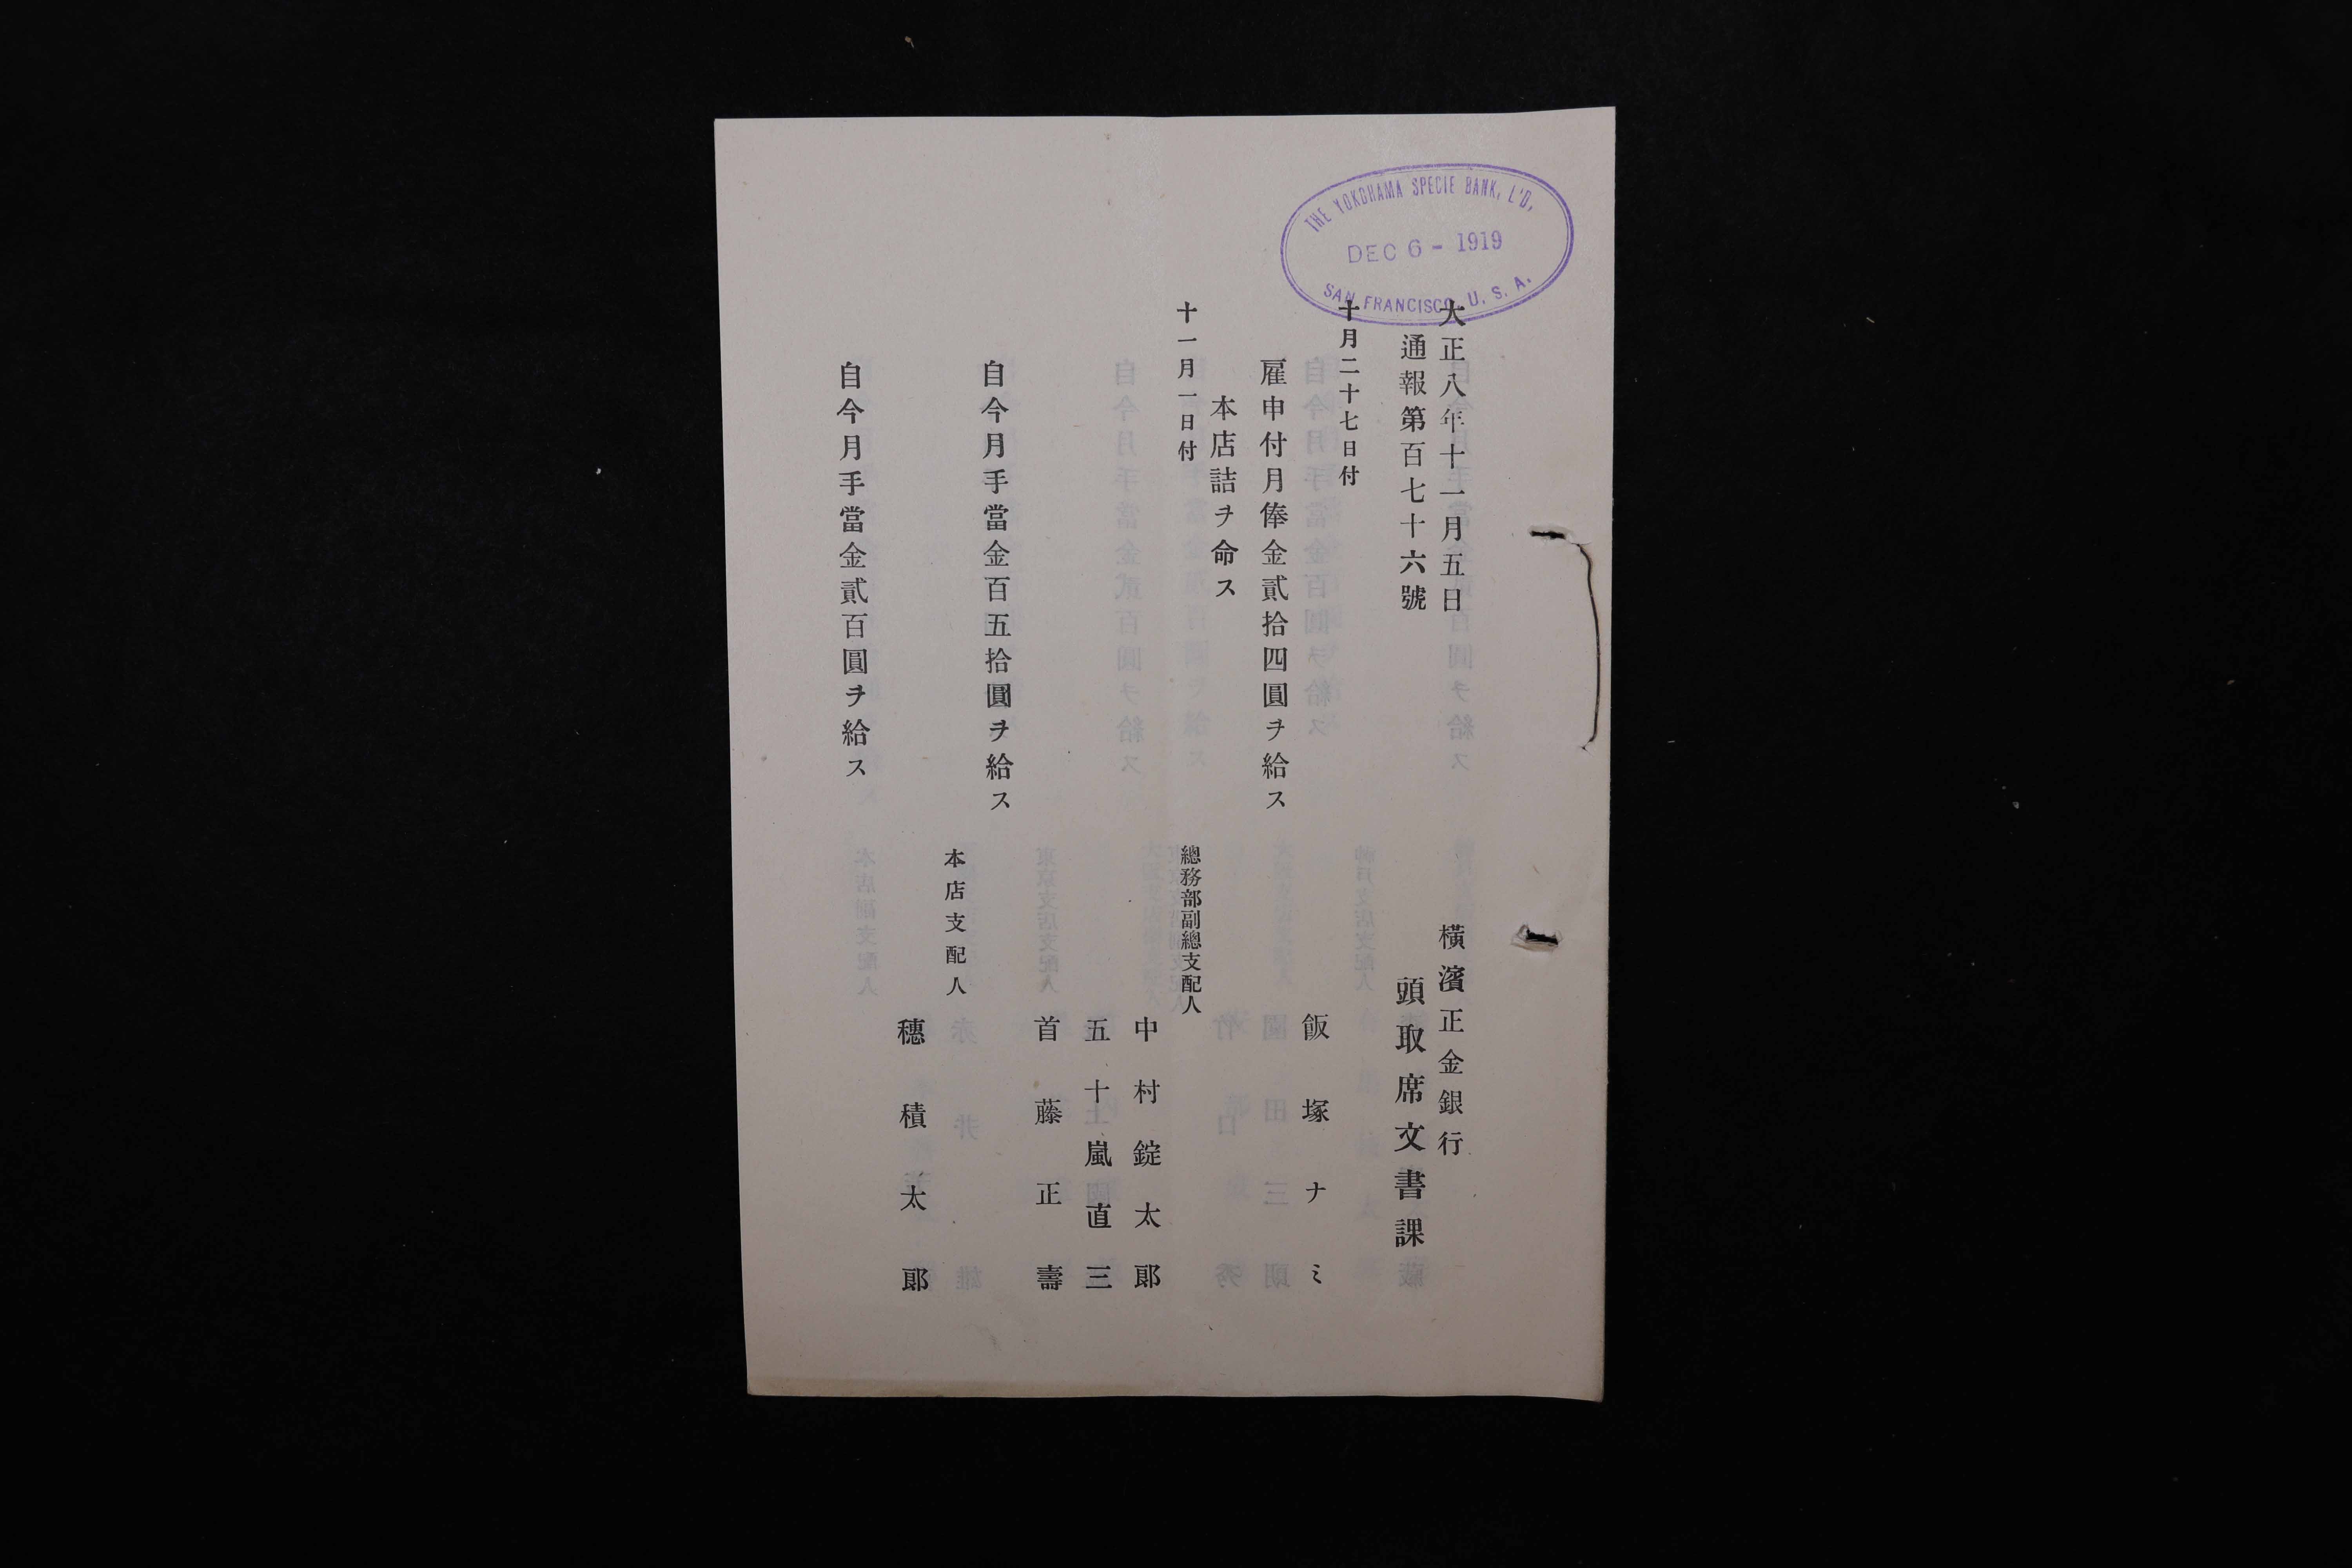 THE YOKOHAMA SPECIE BANK, L'D,
DEC 6 - 1919
SAN FRANCISCO, U. S. A.
大正八年十一月五日
橫濱正金銀行
通報第百七十六號
頭取席文書課
十月二十七日付
飯塚ナミ
雇申付月俸金貳拾四圓ヲ給ス
本店詰ヲ命ス
十一月一日付
總務部副總支配人
中村錠太郞
五十嵐直三
首藤正壽
自今月手當金百五拾圓ヲ給ス
本店支配人
穗積太郞
自今月手當金貳百圓ヲ給ス